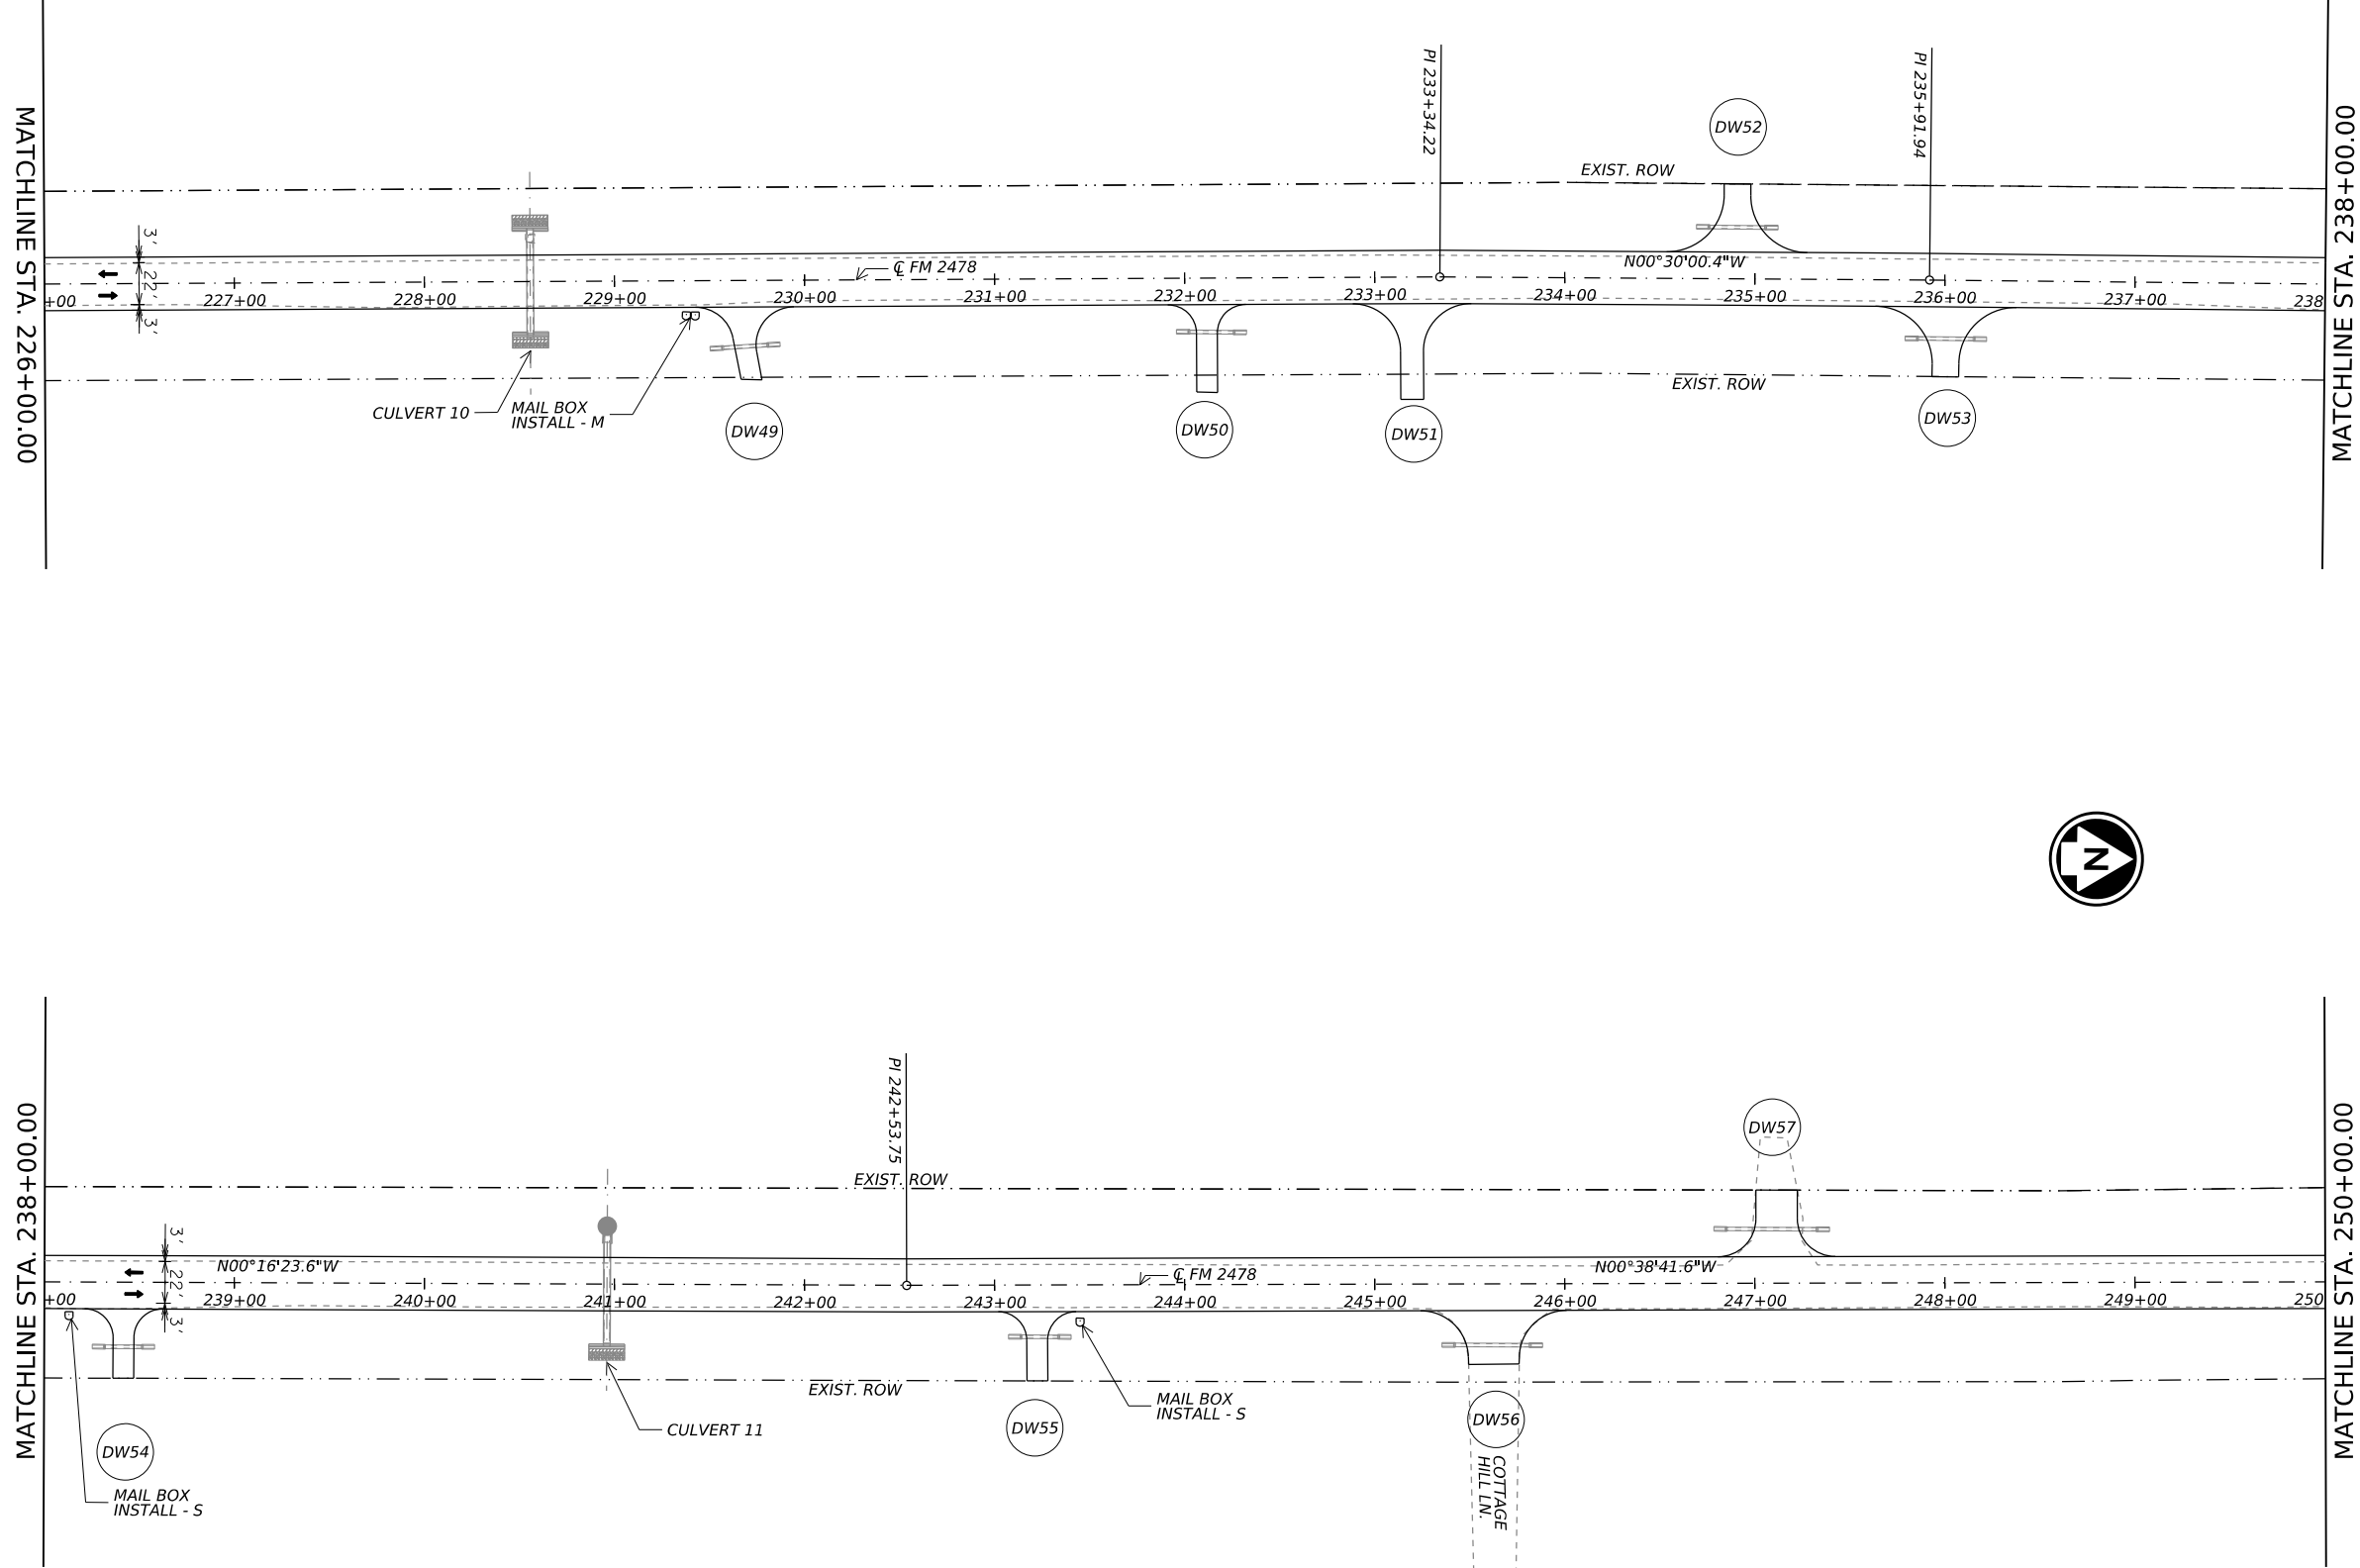 MATCHLINE STA. 226+00.00
PI 233+34.22
PI 235+91.94
MATCHLINE STA. 238+00.00
DW52
EXIST. ROW
3'
22'
3'
℄ FM 2478
N00°30'00.4"W
+00
227+00
228+00
229+00
230+00
231+00
232+00
233+00
234+00
235+00
236+00
237+00
238
CULVERT 10
MAIL BOX
INSTALL - M
EXIST. ROW
DW49
DW50
DW51
DW53
N
MATCHLINE STA. 238+00.00
PI 242+53.75
MATCHLINE STA. 250+00.00
DW57
EXIST. ROW
3'
22'
3'
N00°16'23.6"W
℄ FM 2478
N00°38'41.6"W
+00
239+00
240+00
241+00
242+00
243+00
244+00
245+00
246+00
247+00
248+00
249+00
250
EXIST. ROW
MAIL BOX
INSTALL - S
CULVERT 11
DW54
DW55
DW56
MAIL BOX
INSTALL - S
COTTAGE
HILL LN.